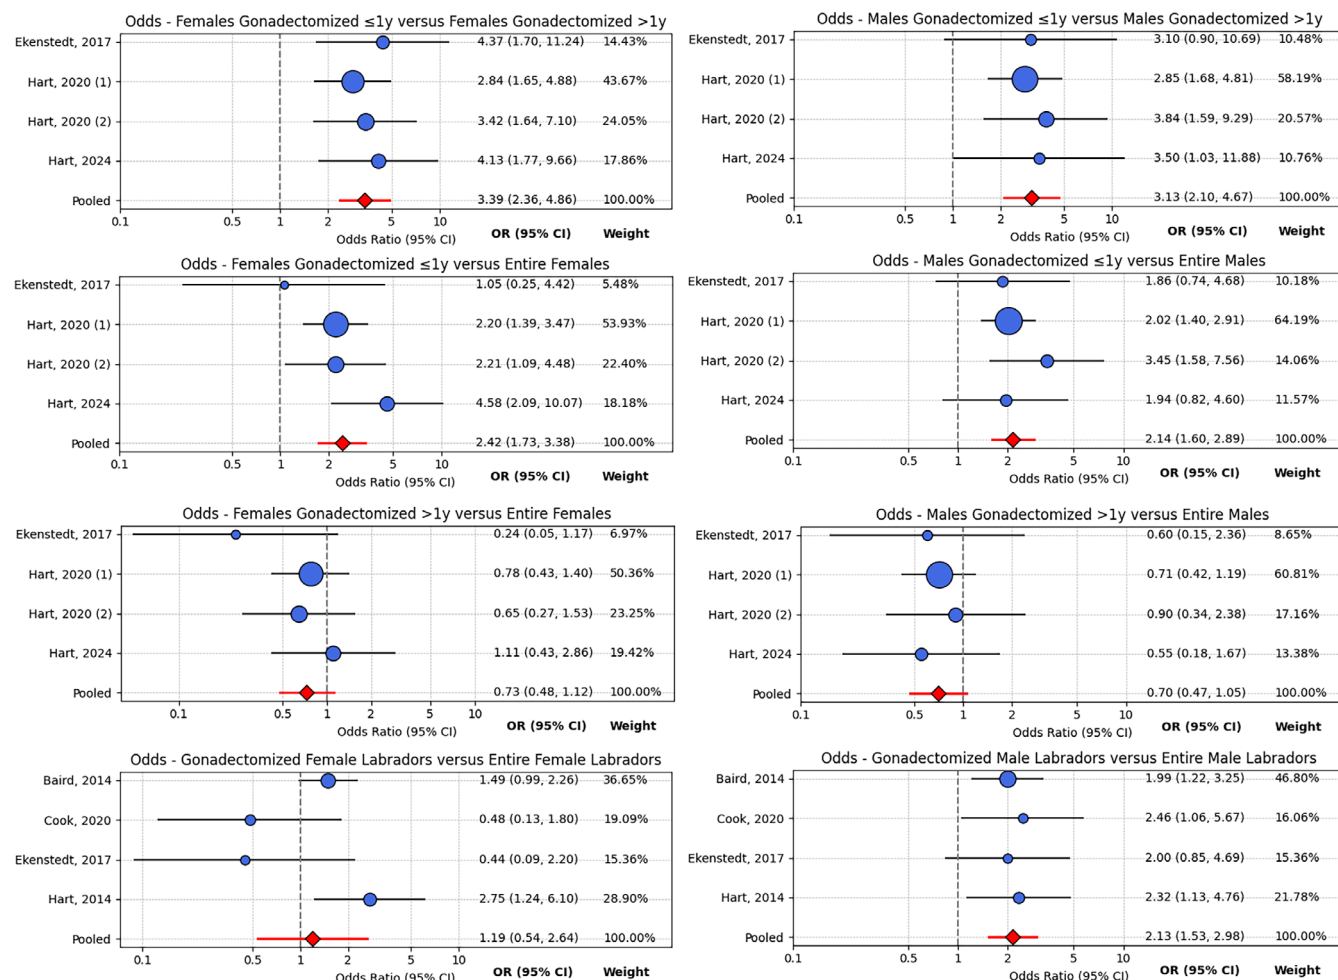 Odds - Females Gonadectomized ≤1y versus Females Gonadectomized >1y
Ekenstedt, 2017 4.37 (1.70, 11.24) 14.43%
Hart, 2020 (1) 2.84 (1.65, 4.88) 43.67%
Hart, 2020 (2) 3.42 (1.64, 7.10) 24.05%
Hart, 2024 4.13 (1.77, 9.66) 17.86%
Pooled 3.39 (2.36, 4.86) 100.00%
0.1 0.5 1 2 5 10
Odds Ratio (95% CI) OR (95% CI) Weight
Odds - Males Gonadectomized ≤1y versus Males Gonadectomized >1y
Ekenstedt, 2017 3.10 (0.90, 10.69) 10.48%
Hart, 2020 (1) 2.85 (1.68, 4.81) 58.19%
Hart, 2020 (2) 3.84 (1.59, 9.29) 20.57%
Hart, 2024 3.50 (1.03, 11.88) 10.76%
Pooled 3.13 (2.10, 4.67) 100.00%
0.1 0.5 1 2 5 10
Odds Ratio (95% CI) OR (95% CI) Weight
Odds - Females Gonadectomized ≤1y versus Entire Females
Ekenstedt, 2017 1.05 (0.25, 4.42) 5.48%
Hart, 2020 (1) 2.20 (1.39, 3.47) 53.93%
Hart, 2020 (2) 2.21 (1.09, 4.48) 22.40%
Hart, 2024 4.58 (2.09, 10.07) 18.18%
Pooled 2.42 (1.73, 3.38) 100.00%
0.1 0.5 1 2 5 10
Odds Ratio (95% CI) OR (95% CI) Weight
Odds - Males Gonadectomized ≤1y versus Entire Males
Ekenstedt, 2017 1.86 (0.74, 4.68) 10.18%
Hart, 2020 (1) 2.02 (1.40, 2.91) 64.19%
Hart, 2020 (2) 3.45 (1.58, 7.56) 14.06%
Hart, 2024 1.94 (0.82, 4.60) 11.57%
Pooled 2.14 (1.60, 2.89) 100.00%
0.1 0.5 1 2 5 10
Odds Ratio (95% CI) OR (95% CI) Weight
Odds - Females Gonadectomized >1y versus Entire Females
Ekenstedt, 2017 0.24 (0.05, 1.17) 6.97%
Hart, 2020 (1) 0.78 (0.43, 1.40) 50.36%
Hart, 2020 (2) 0.65 (0.27, 1.53) 23.25%
Hart, 2024 1.11 (0.43, 2.86) 19.42%
Pooled 0.73 (0.48, 1.12) 100.00%
0.1 0.5 1 2 5 10
Odds Ratio (95% CI) OR (95% CI) Weight
Odds - Males Gonadectomized >1y versus Entire Males
Ekenstedt, 2017 0.60 (0.15, 2.36) 8.65%
Hart, 2020 (1) 0.71 (0.42, 1.19) 60.81%
Hart, 2020 (2) 0.90 (0.34, 2.38) 17.16%
Hart, 2024 0.55 (0.18, 1.67) 13.38%
Pooled 0.70 (0.47, 1.05) 100.00%
0.1 0.5 1 2 5 10
Odds Ratio (95% CI) OR (95% CI) Weight
Odds - Gonadectomized Female Labradors versus Entire Female Labradors
Baird, 2014 1.49 (0.99, 2.26) 36.65%
Cook, 2020 0.48 (0.13, 1.80) 19.09%
Ekenstedt, 2017 0.44 (0.09, 2.20) 15.36%
Hart, 2014 2.75 (1.24, 6.10) 28.90%
Pooled 1.19 (0.54, 2.64) 100.00%
0.1 0.5 1 2 5 10
Odds Ratio (95% CI) OR (95% CI) Weight
Odds - Gonadectomized Male Labradors versus Entire Male Labradors
Baird, 2014 1.99 (1.22, 3.25) 46.80%
Cook, 2020 2.46 (1.06, 5.67) 16.06%
Ekenstedt, 2017 2.00 (0.85, 4.69) 15.36%
Hart, 2014 2.32 (1.13, 4.76) 21.78%
Pooled 2.13 (1.53, 2.98) 100.00%
0.1 0.5 1 2 5 10
Odds Ratio (95% CI) OR (95% CI) Weight